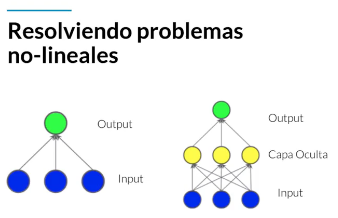 Resolviendo problemas
no-lineales
Output
Input
Output
Capa Oculta
Input